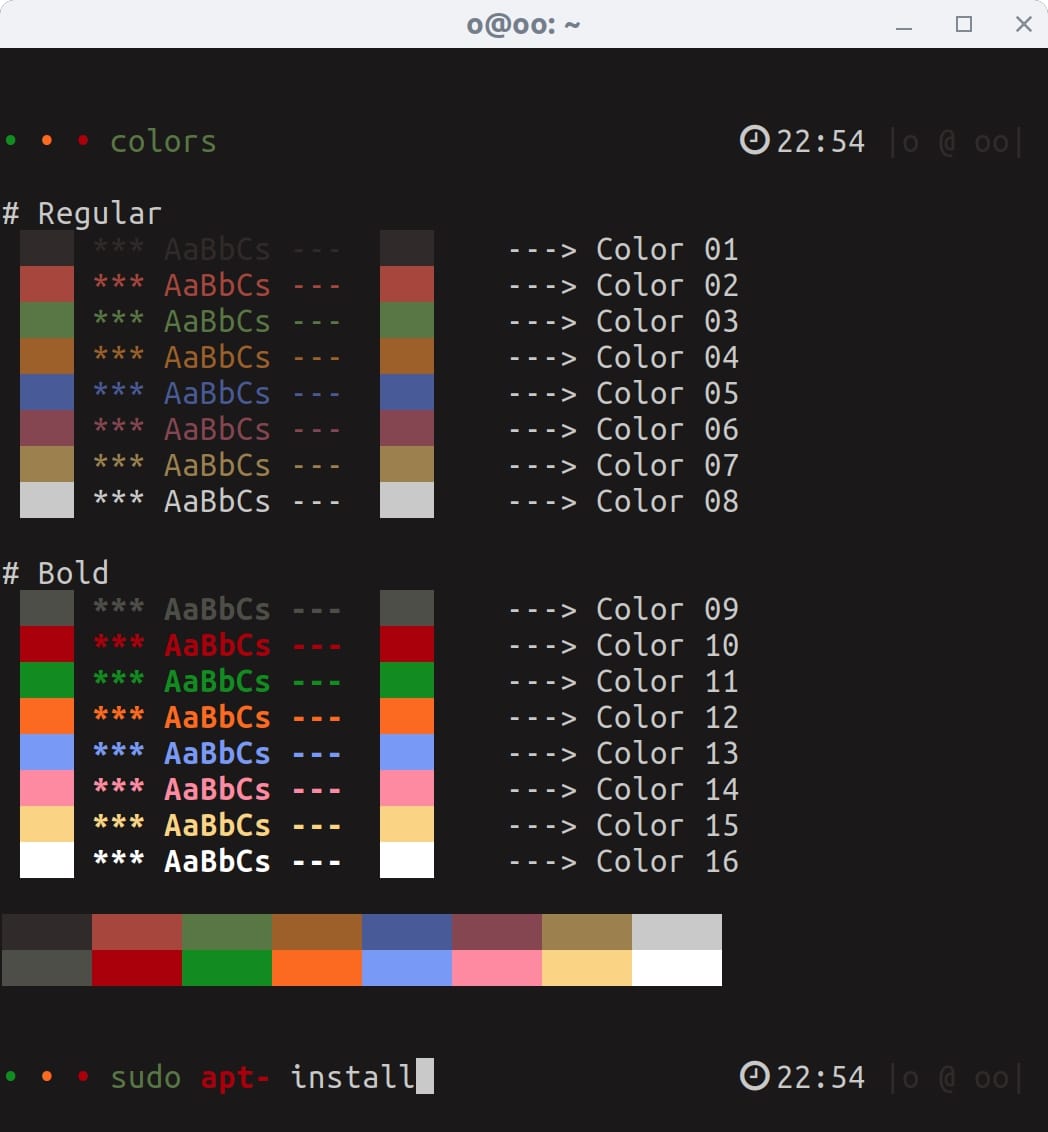 o@oo: ~
• • • colors 22:54 |o @ oo|
# Regular
*** AaBbCs --- ---> Color 01
*** AaBbCs --- ---> Color 02
*** AaBbCs --- ---> Color 03
*** AaBbCs --- ---> Color 04
*** AaBbCs --- ---> Color 05
*** AaBbCs --- ---> Color 06
*** AaBbCs --- ---> Color 07
*** AaBbCs --- ---> Color 08
# Bold
*** AaBbCs --- ---> Color 09
*** AaBbCs --- ---> Color 10
*** AaBbCs --- ---> Color 11
*** AaBbCs --- ---> Color 12
*** AaBbCs --- ---> Color 13
*** AaBbCs --- ---> Color 14
*** AaBbCs --- ---> Color 15
*** AaBbCs --- ---> Color 16
• • • sudo apt- install 22:54 |o @ oo|